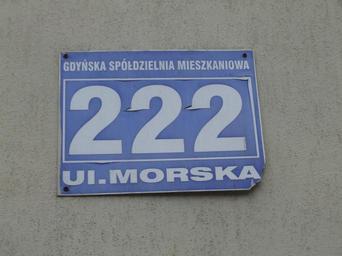 GDYŃSKA SPÓŁDZIELNIA MIESZKANIOWA
222
Ul.MORSKA